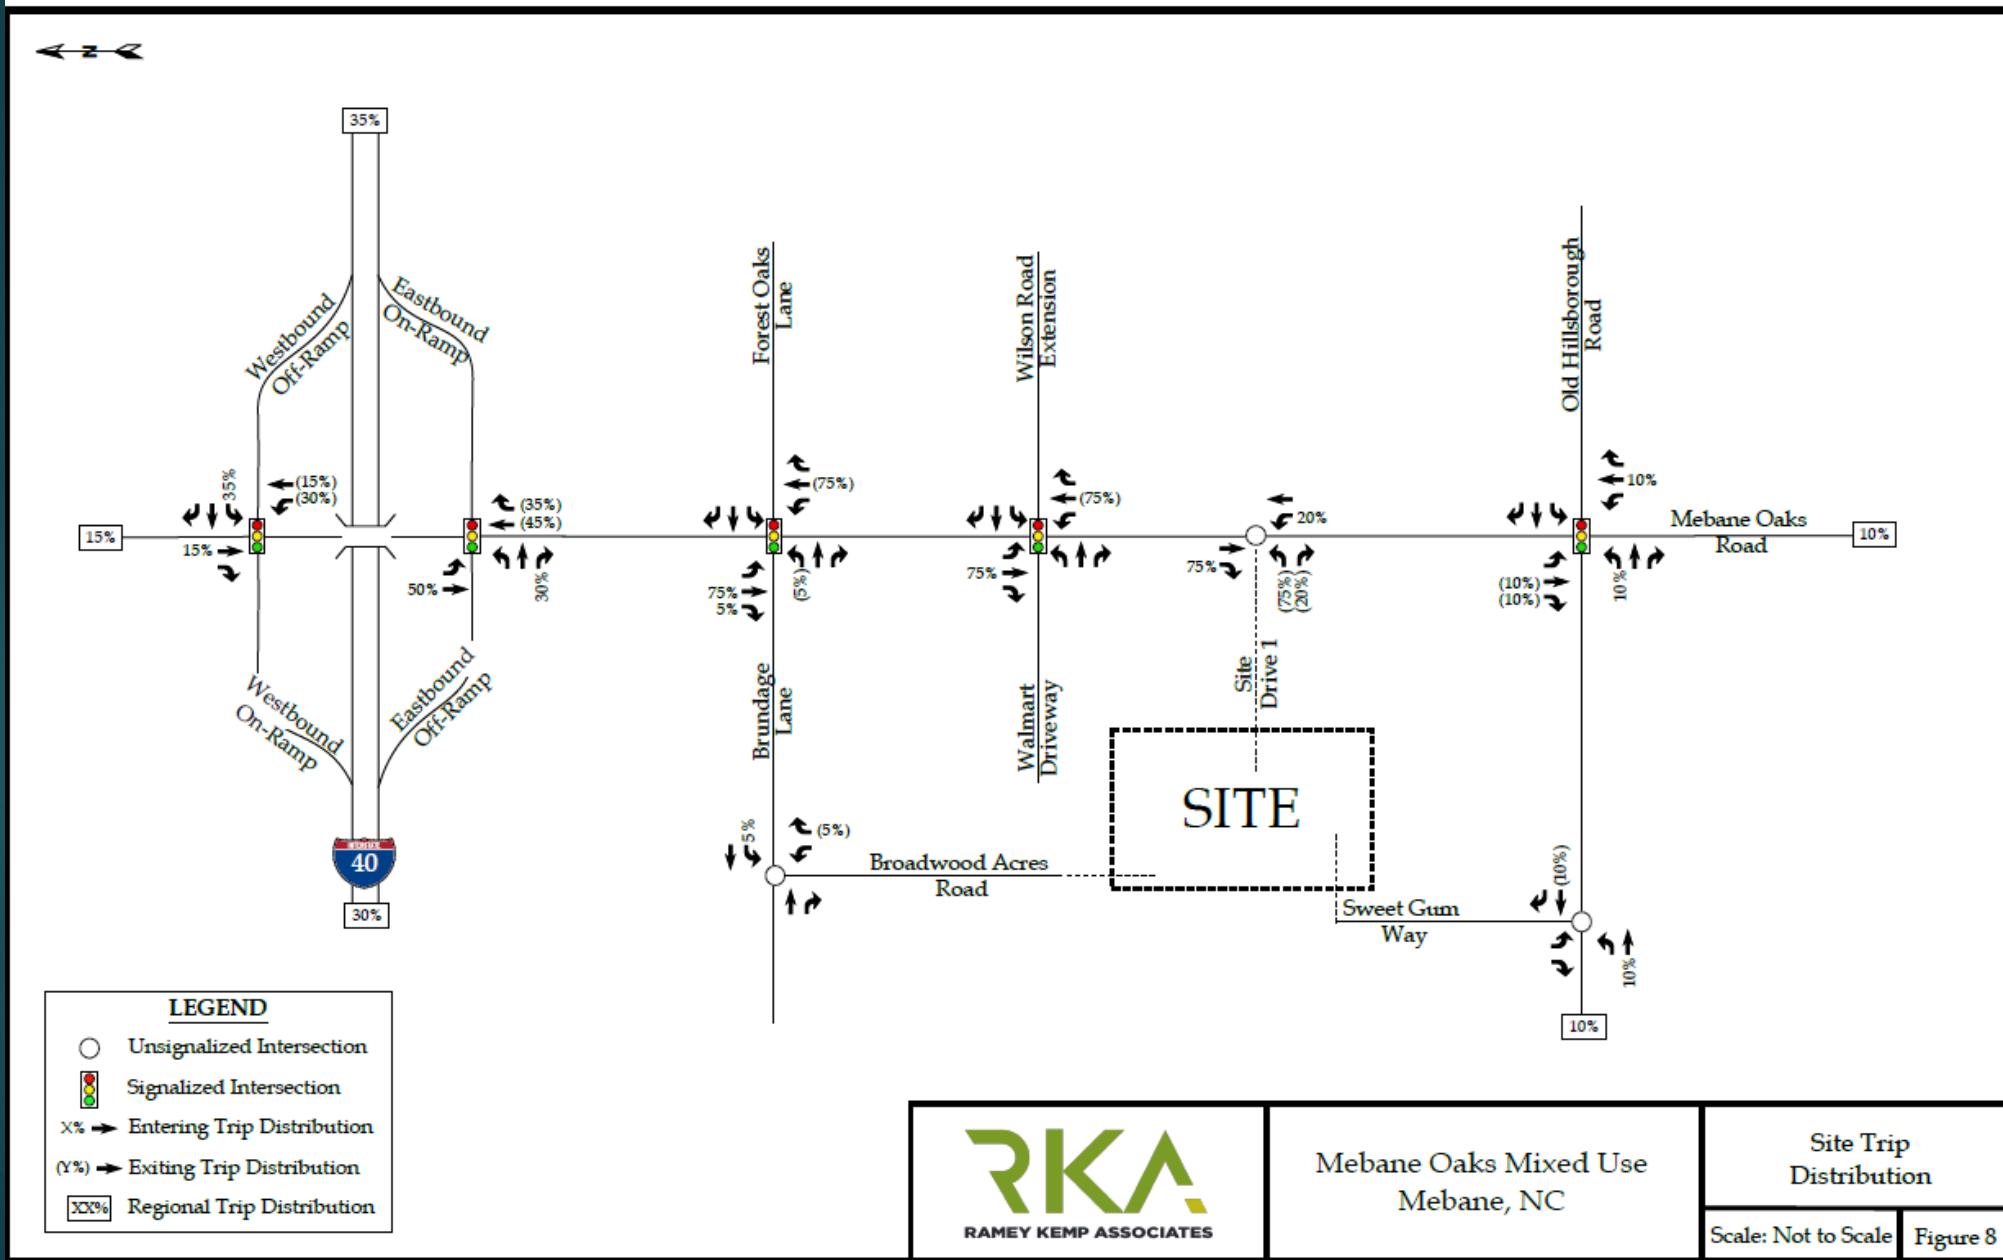 N
35%
Westbound
Off-Ramp
Eastbound
On-Ramp
Forest Oaks
Lane
Wilson Road
Extension
Old Hillsborough
Road
35%
(15%)
(30%)
15%
15%
(35%)
(45%)
50%
30%
(75%)
75%
5%
(5%)
(75%)
75%
20%
75%
(75%)
(20%)
10%
(10%)
(10%)
10%
Mebane Oaks
Road
10%
Westbound
On-Ramp
Eastbound
Off-Ramp
Brundage
Lane
Walmart
Driveway
Site
Drive 1
SITE
INTERSTATE
40
30%
5%
(5%)
Broadwood Acres
Road
Sweet Gum
Way
(10%)
10%
10%
LEGEND
Unsignalized Intersection
Signalized Intersection
X% Entering Trip Distribution
(Y%) Exiting Trip Distribution
XX% Regional Trip Distribution
RKA
RAMEY KEMP ASSOCIATES
Mebane Oaks Mixed Use
Mebane, NC
Site Trip
Distribution
Scale: Not to Scale
Figure 8